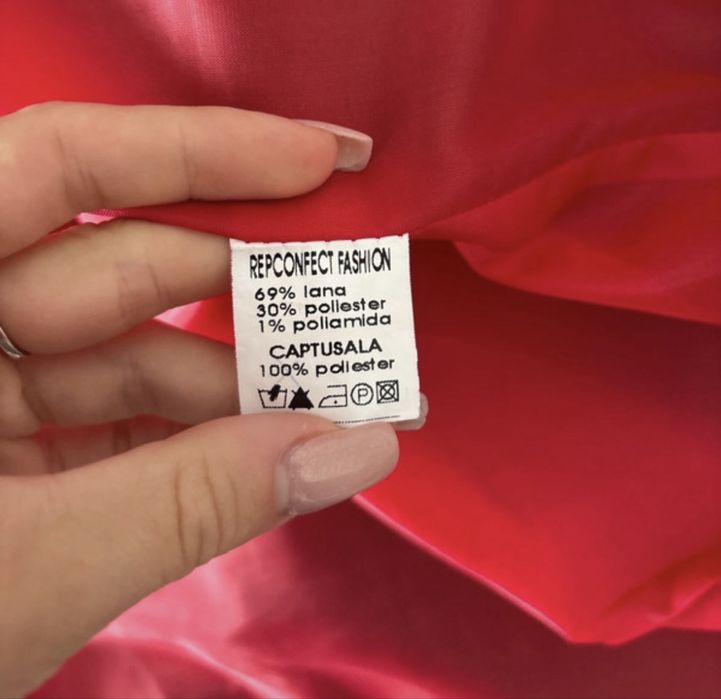 REPCONFECT FASHION
69% lana
30% poliester
1% poliamida
CAPTUSALA
100% poliester
P